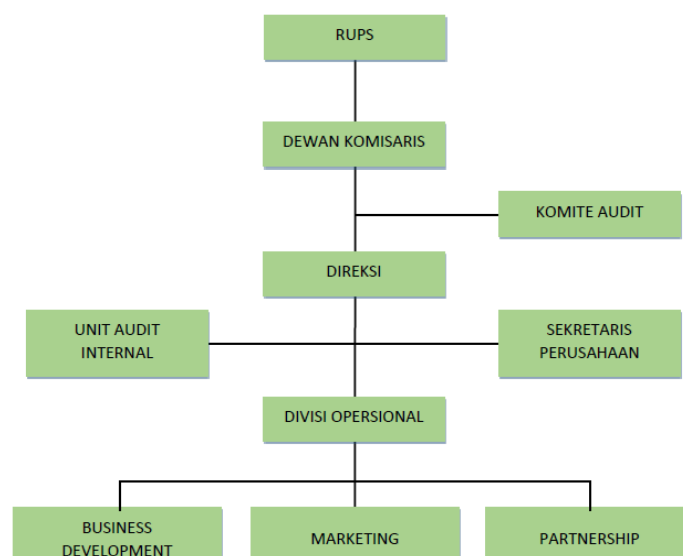 RUPS
DEWAN KOMISARIS
KOMITE AUDIT
DIREKSI
UNIT AUDIT
INTERNAL
SEKRETARIS
PERUSAHAAN
DIVISI OPERSIONAL
BUSINESS
DEVELOPMENT
MARKETING
PARTNERSHIP